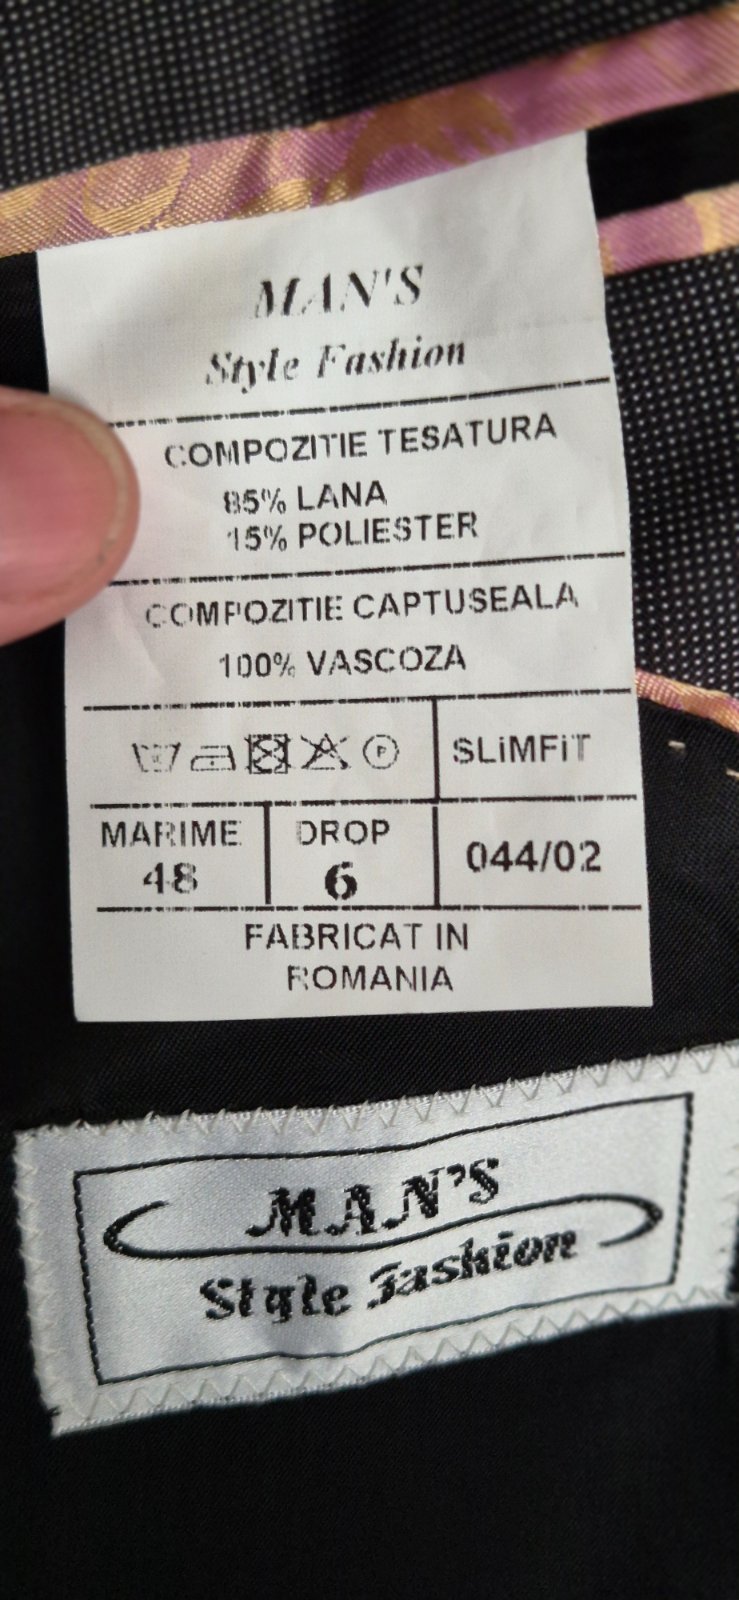 MAN'S
Style Fashion
COMPOZITIE TESATURA
85% LANA
15% POLIESTER
COMPOZITIE CAPTUSEALA
100% VASCOZA
P
SLiMFiT
MARIME
48
DROP
6
044/02
FABRICAT IN
ROMANIA
MAN'S
Style Fashion